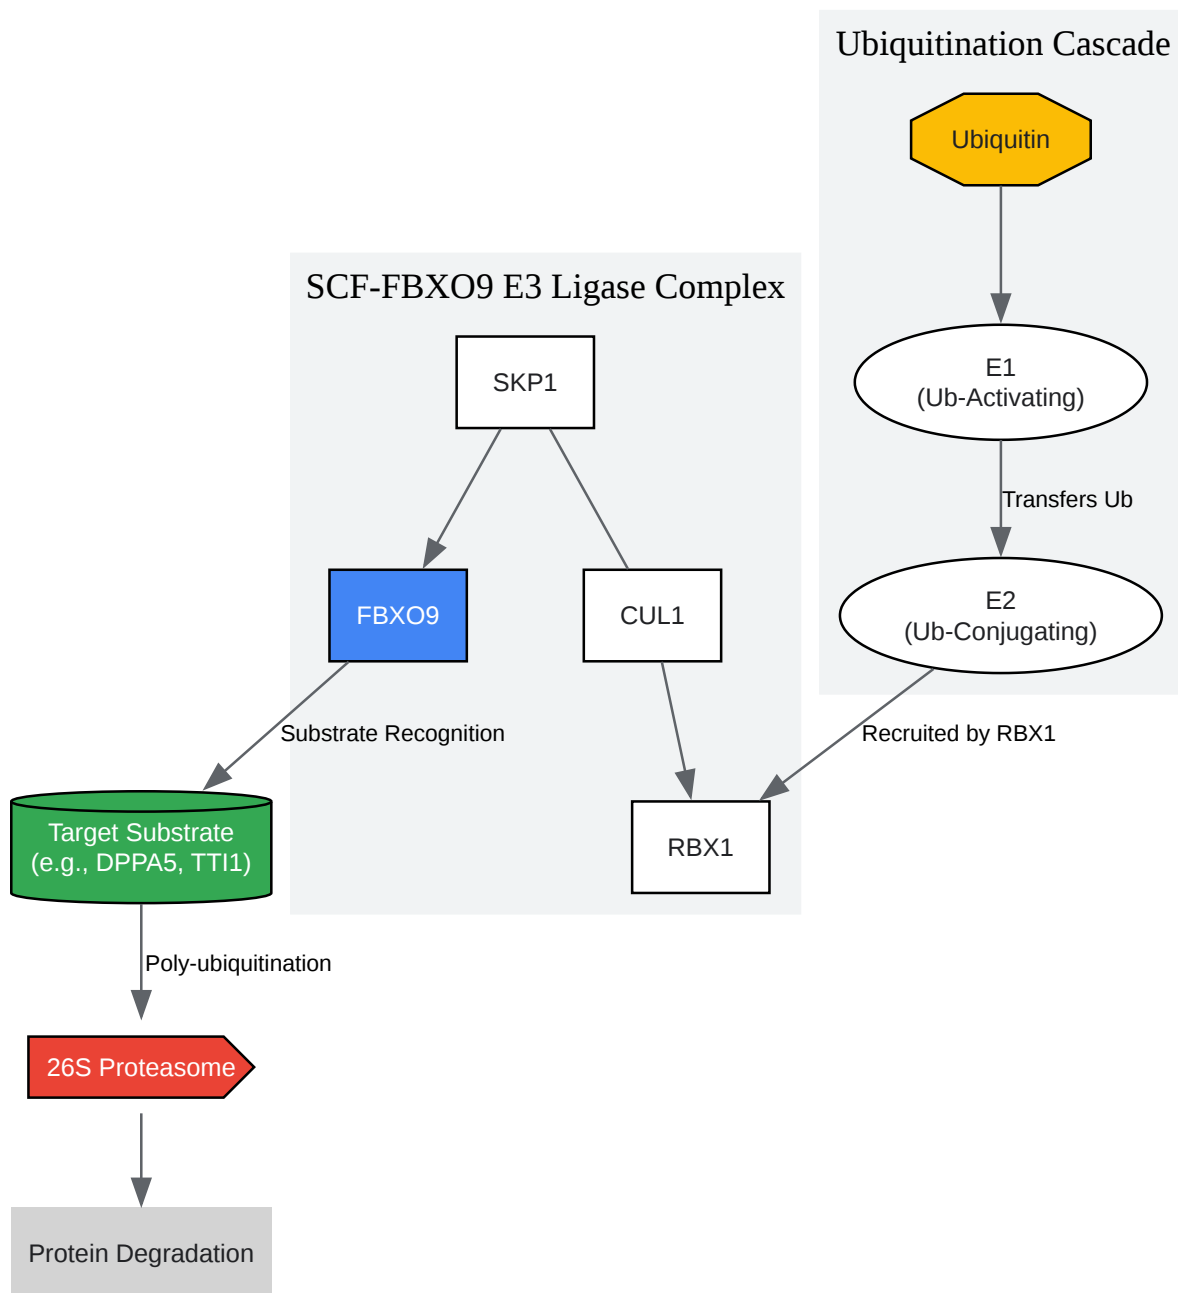 Ubiquitination Cascade
Ubiquitin
SCF-FBXO9 E3 Ligase Complex
SKP1
E1
(Ub-Activating)
Transfers Ub
FBXO9
CUL1
E2
(Ub-Conjugating)
Substrate Recognition
Recruited by RBX1
Target Substrate
(e.g., DPPA5, TTI1)
RBX1
Poly-ubiquitination
26S Proteasome
Protein Degradation